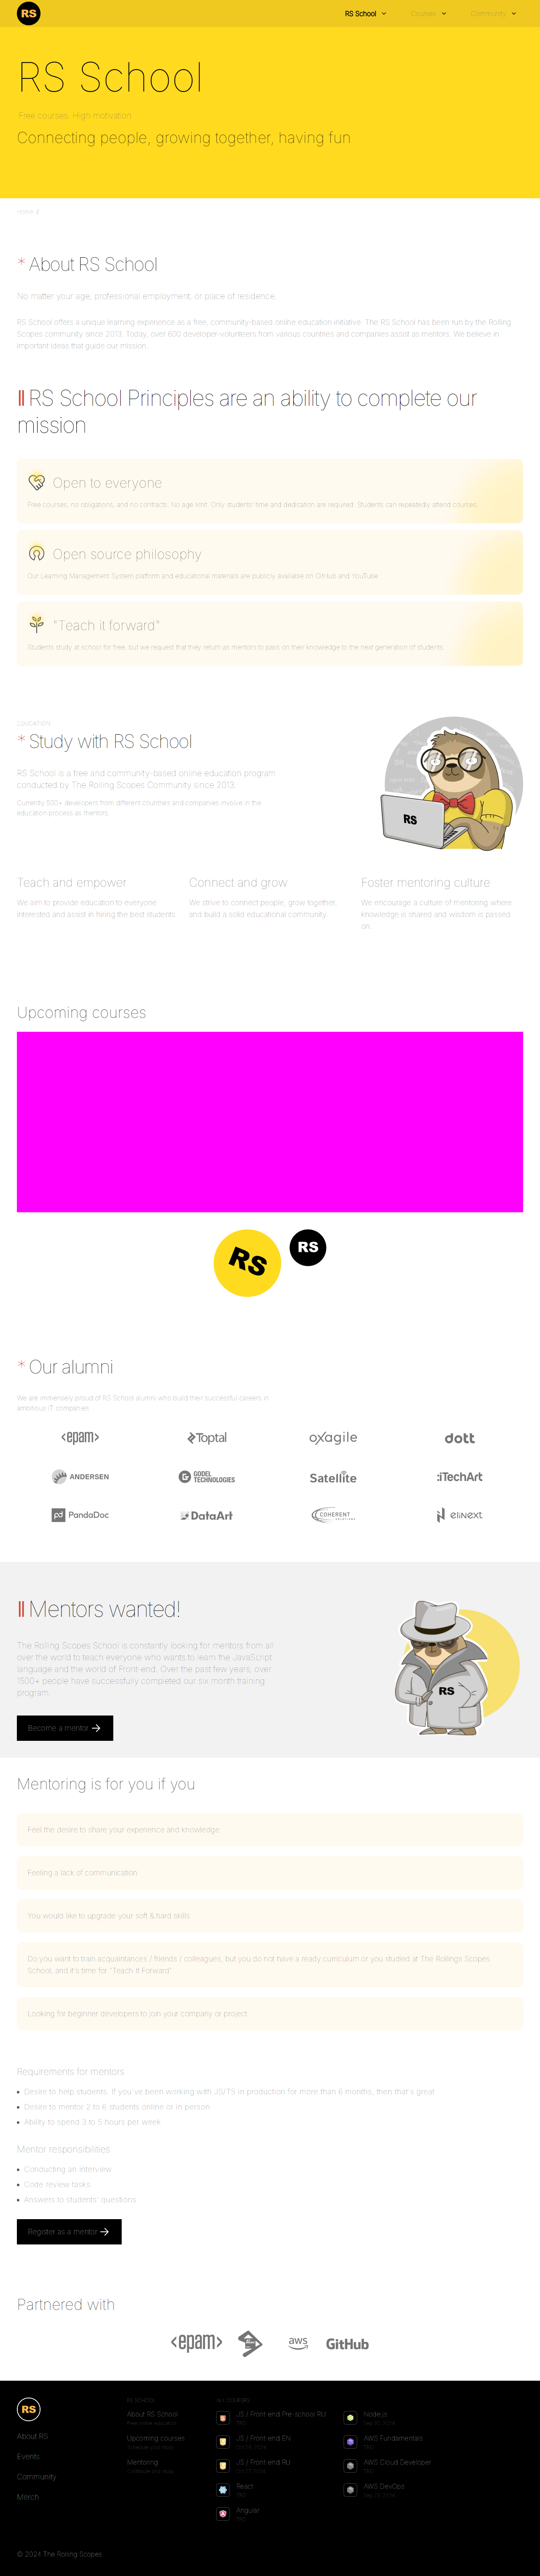 RS
RS School
Courses
Community
RS School
Free courses. High motivation
Connecting people, growing together, having fun
Home /
* About RS School
No matter your age, professional employment, or place of residence.
RS School offers a unique learning experience as a free, community-based online education initiative. The RS School has been run by the Rolling
Scopes community since 2013. Today, over 600 developer-volunteers from various countries and companies assist as mentors. We believe in
important ideas that guide our mission.
RS School Principles are an ability to complete our
mission
Open to everyone
Free courses, no obligations, and no contracts. No age limit. Only students' time and dedication are required. Students can repeatedly attend courses.
Open source philosophy
Our Learning Management System platform and educational materials are publicly available on GitHub and YouTube
"Teach it forward"
Students study at school for free, but we request that they return as mentors to pass on their knowledge to the next generation of students.
EDUCATION
* Study with RS School
RS School is a free and community-based online education program
conducted by The Rolling Scopes Community since 2013.
Currently 500+ developers from different countries and companies involve in the
education process as mentors.
RS
Teach and empower
We aim to provide education to everyone
interested and assist in hiring the best students.
Connect and grow
We strive to connect people, grow together,
and build a solid educational community.
Foster mentoring culture
We encourage a culture of mentoring where
knowledge is shared and wisdom is passed
on.
Upcoming courses
RS
RS
* Our alumni
We are immensely proud of RS School alumni who build their successful careers in
ambitious IT companies
<epam>
Toptal
oxagile
dott
ANDERSEN
GODEL
TECHNOLOGIES
Satellite
:iTechArt
pd PandaDoc
DataArt
COHERENT
SOLUTIONS
elinext
Mentors wanted!
The Rolling Scopes School is constantly looking for mentors from all
over the world to teach everyone who wants to learn the JavaScript
language and the world of Front-end. Over the past few years, over
1500+ people have successfully completed our six month training
program.
Become a mentor
RS
Mentoring is for you if you
Feel the desire to share your experience and knowledge.
Feeling a lack of communication
You would like to upgrade your soft & hard skills
Do you want to train acquaintances / friends / colleagues, but you do not have a ready curriculum or you studied at The Rollings Scopes
School, and it's time for "Teach It Forward"
Looking for beginner developers to join your company or project
Requirements for mentors
Desire to help students. If you've been working with JS/TS in production for more than 6 months, then that's great
Desire to mentor 2 to 6 students online or in person
Ability to spend 3 to 5 hours per week
Mentor responsibilities
Conducting an interview
Code review tasks
Answers to students' questions
Register as a mentor
Partnered with
<epam>
aws
GitHub
RS
About RS
Events
Community
Merch
RS SCHOOL
About RS School
Free online education
Upcoming courses
Schedule your study
Mentoring
Contribute and study
ALL COURSES
JS / Front-end Pre-school RU
TBD
JS / Front-end EN
JS / Front-end RU
React
TBD
Angular
TBD
Node.js
AWS Fundamentals
TBD
AWS Cloud Developer
TBD
AWS DevOps
© 2024 The Rolling Scopes